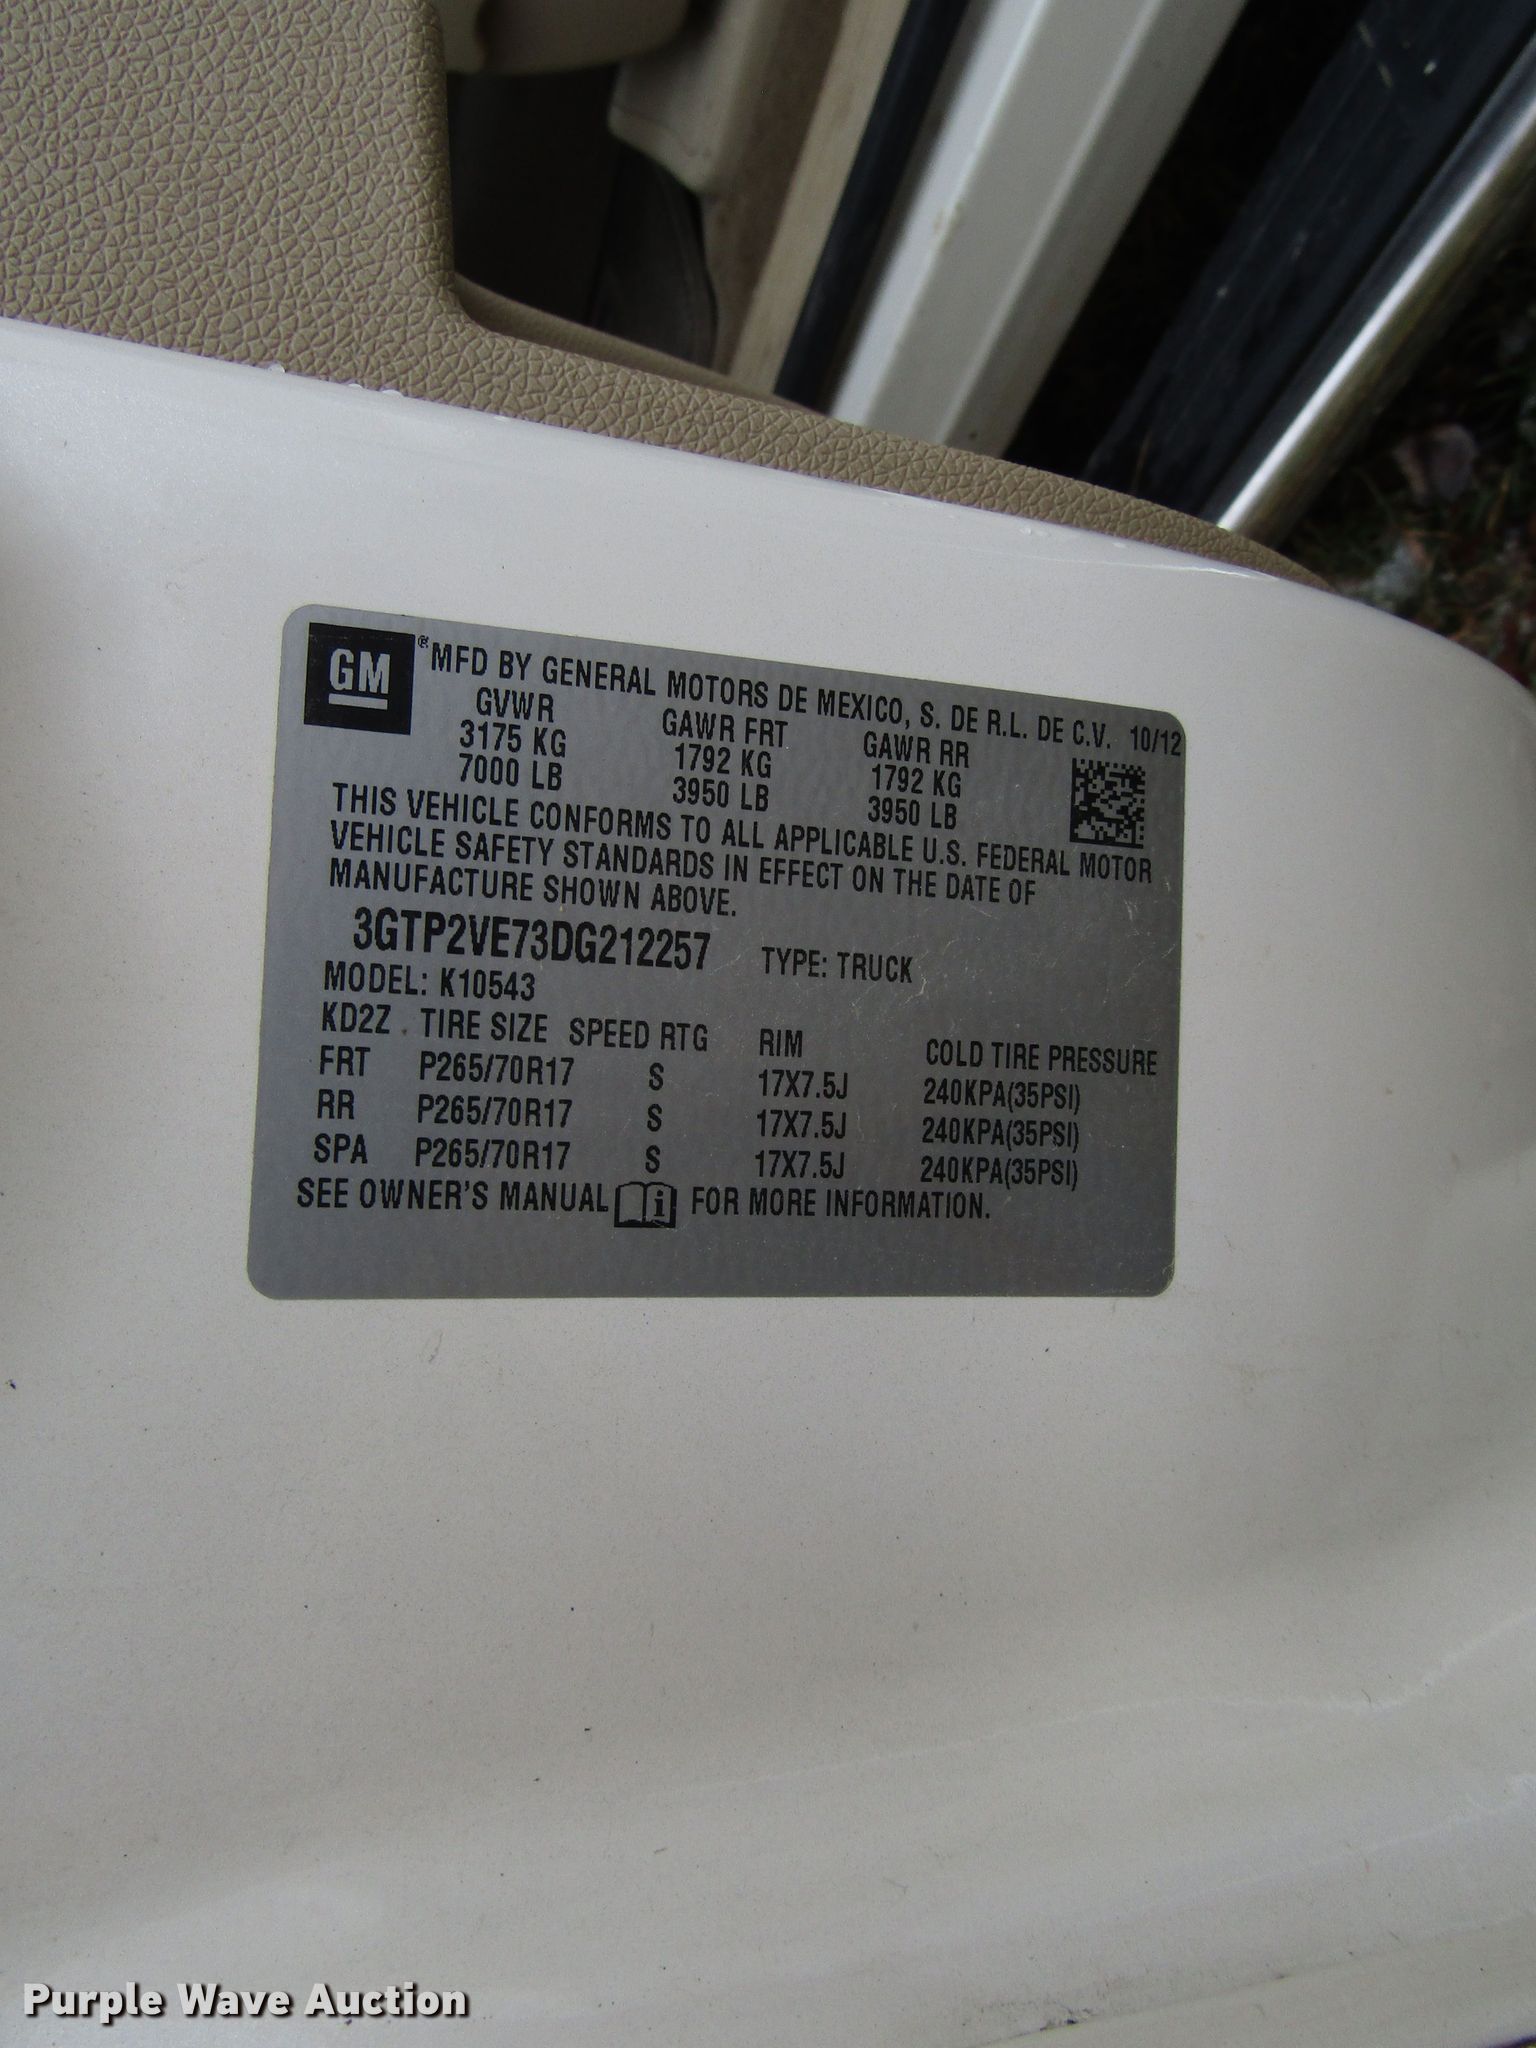 GM ® MFD BY GENERAL MOTORS DE MEXICO, S. DE R.L. DE C.V. 10/12
GVWR GAWR FRT GAWR RR
3175 KG 1792 KG 1792 KG
7000 LB 3950 LB 3950 LB
THIS VEHICLE CONFORMS TO ALL APPLICABLE U.S. FEDERAL MOTOR
VEHICLE SAFETY STANDARDS IN EFFECT ON THE DATE OF
MANUFACTURE SHOWN ABOVE.
3GTP2VE73DG212257 TYPE: TRUCK
MODEL: K10543
KD2Z TIRE SIZE SPEED RTG RIM COLD TIRE PRESSURE
FRT P265/70R17 S 17X7.5J 240KPA(35PSI)
RR P265/70R17 S 17X7.5J 240KPA(35PSI)
SPA P265/70R17 S 17X7.5J 240KPA(35PSI)
SEE OWNER'S MANUAL i FOR MORE INFORMATION.
Purple Wave Auction